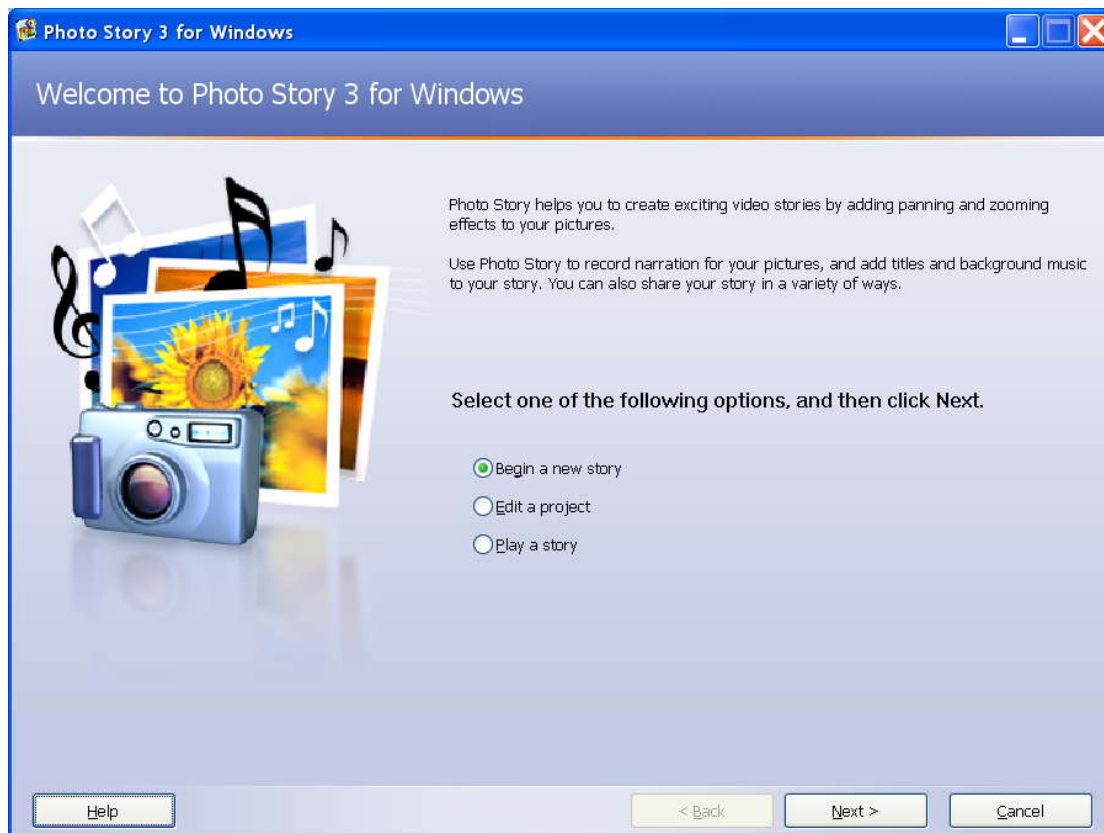 Photo Story 3 for Windows
Welcome to Photo Story 3 for Windows
Photo Story helps you to create exciting video stories by adding panning and zooming
effects to your pictures.
Use Photo Story to record narration for your pictures, and add titles and background music
to your story. You can also share your story in a variety of ways.
Select one of the following options, and then click Next.
Begin a new story
Edit a project
Play a story
Help
< Back
Next >
Cancel